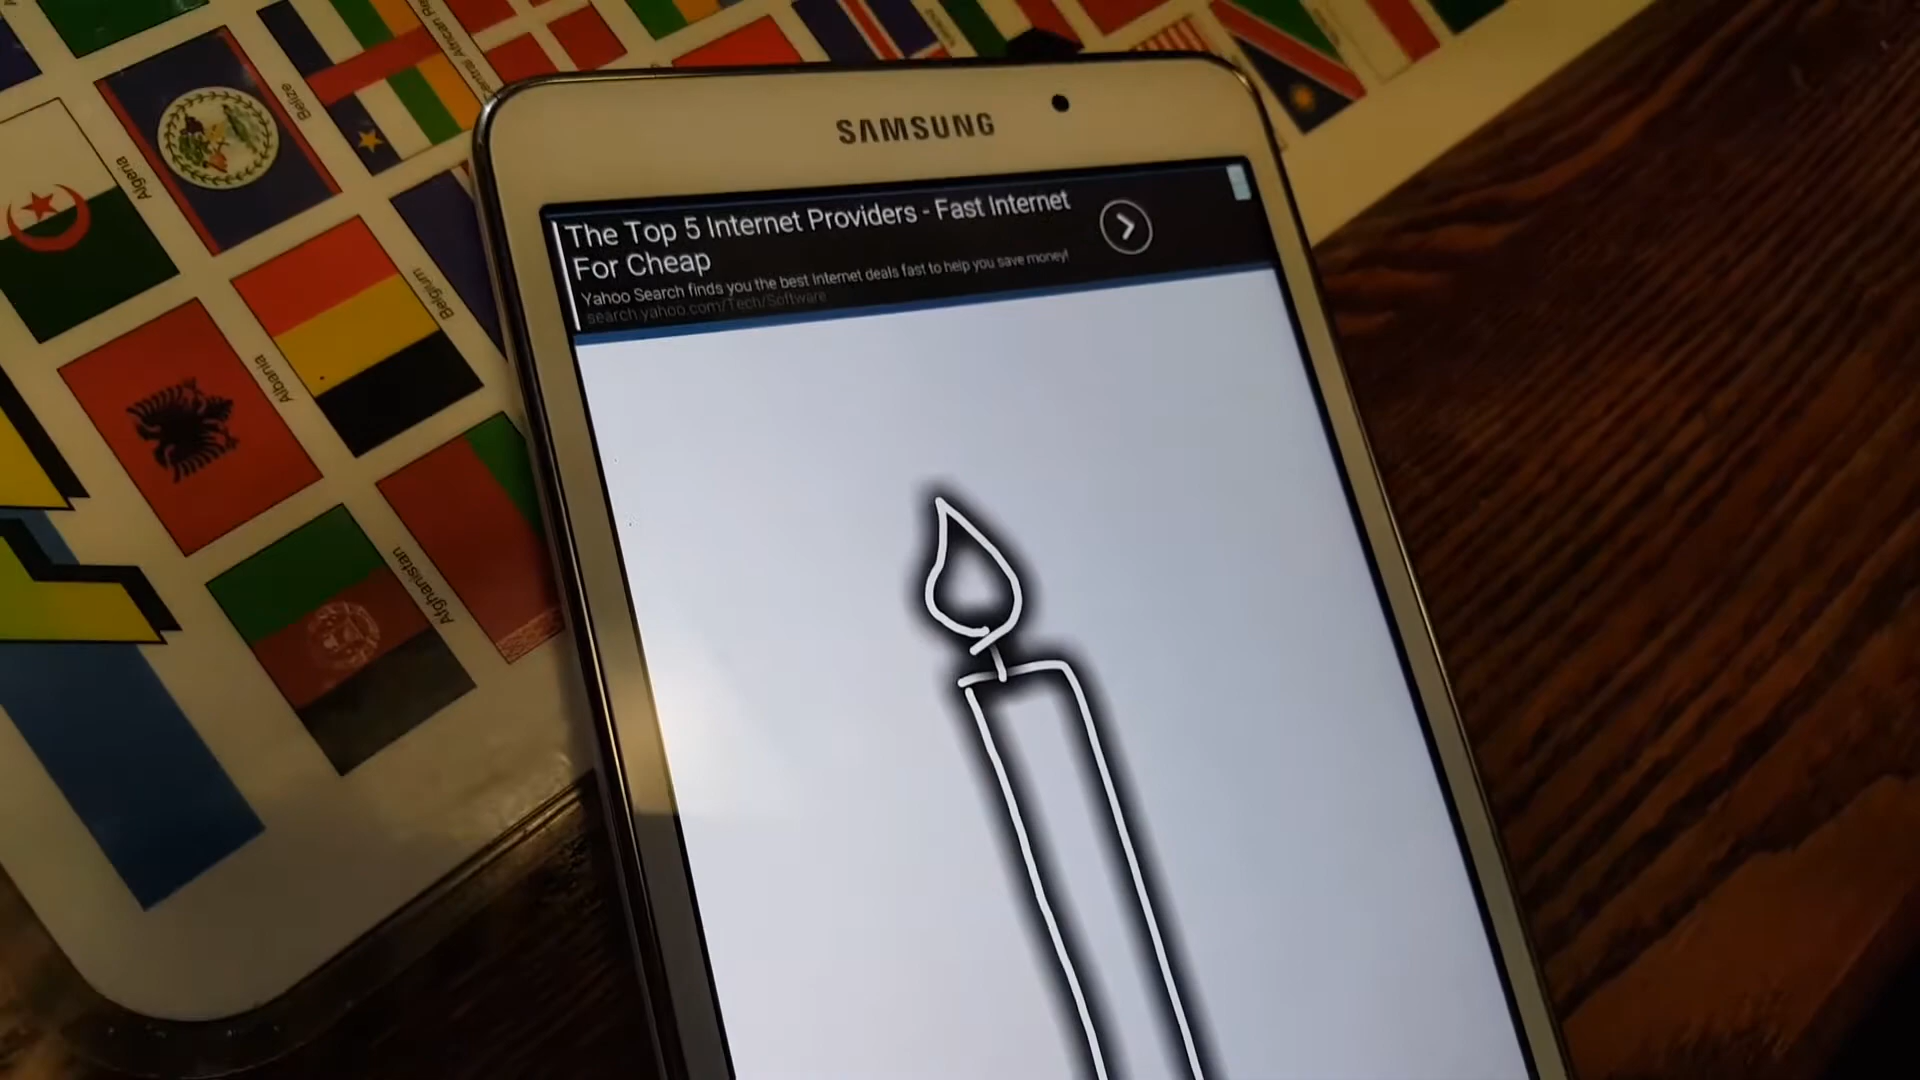 SAMSUNG
The Top 5 Internet Providers - Fast Internet
For Cheap
Yahoo Search finds you the best Internet deals fast to help you save money!
search.yahoo.com/Tech/Software
Belize
Algeria
Belgium
Albania
Afghanistan